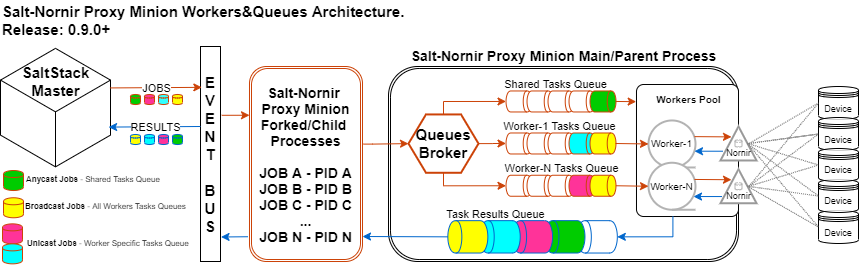 Salt-Nornir Proxy Minion Workers&Queues Architecture.
Release: 0.9.0+
SaltStack
Master
JOBS
RESULTS
Anycast Jobs - Shared Tasks Queue
Broadcast Jobs - All Workers Tasks Queues
Unicast Jobs - Worker Specific Tasks Queue
EVENT BUS
Salt-Nornir
Proxy Minion
Forked/Child
Processes
JOB A - PID A
JOB B - PID B
JOB C - PID C
...
JOB N - PID N
Salt-Nornir Proxy Minion Main/Parent Process
Queues
Broker
Shared Tasks Queue
Worker-1 Tasks Queue
Worker-N Tasks Queue
Task Results Queue
Workers Pool
Worker-1
Worker-N
Nornir
Nornir
Device
Device
Device
Device
Device